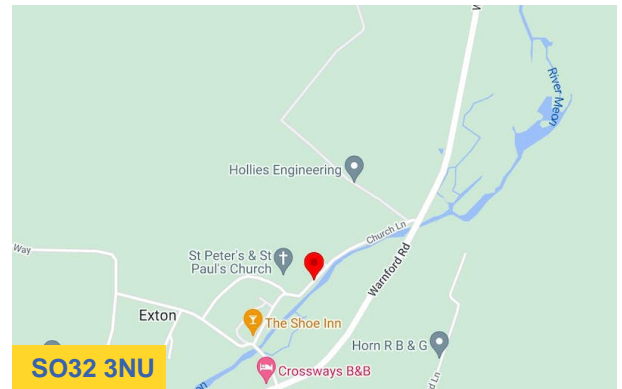 River Meon
Hollies Engineering
Church Ln
St Peter's & St
Paul's Church
Warnford Rd
Way
Exton
The Shoe Inn
Horn R B & G
Crossways B&B
SO32 3NU